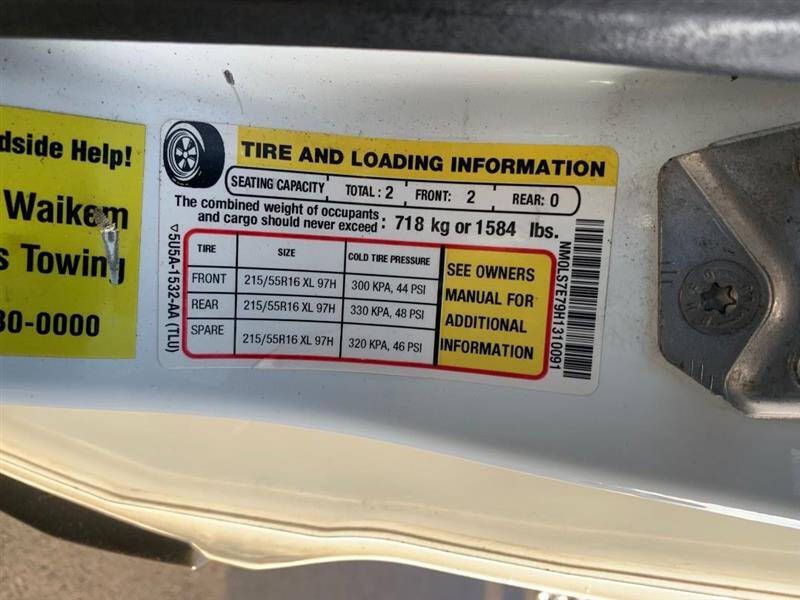 dside Help!
Waikem
s Towing
30-0000
TIRE AND LOADING INFORMATION
SEATING CAPACITY TOTAL : 2 FRONT: 2 REAR: 0
The combined weight of occupants
and cargo should never exceed : 718 kg or 1584 lbs.
TIRE SIZE COLD TIRE PRESSURE
FRONT 215/55R16 XL 97H 300 KPA, 44 PSI
REAR 215/55R16 XL 97H 330 KPA, 48 PSI
SPARE 215/55R16 XL 97H 320 KPA, 46 PSI
SEE OWNERS
MANUAL FOR
ADDITIONAL
INFORMATION
5U5A-1532-AA (TLU)
NM0LS7E79H1310091